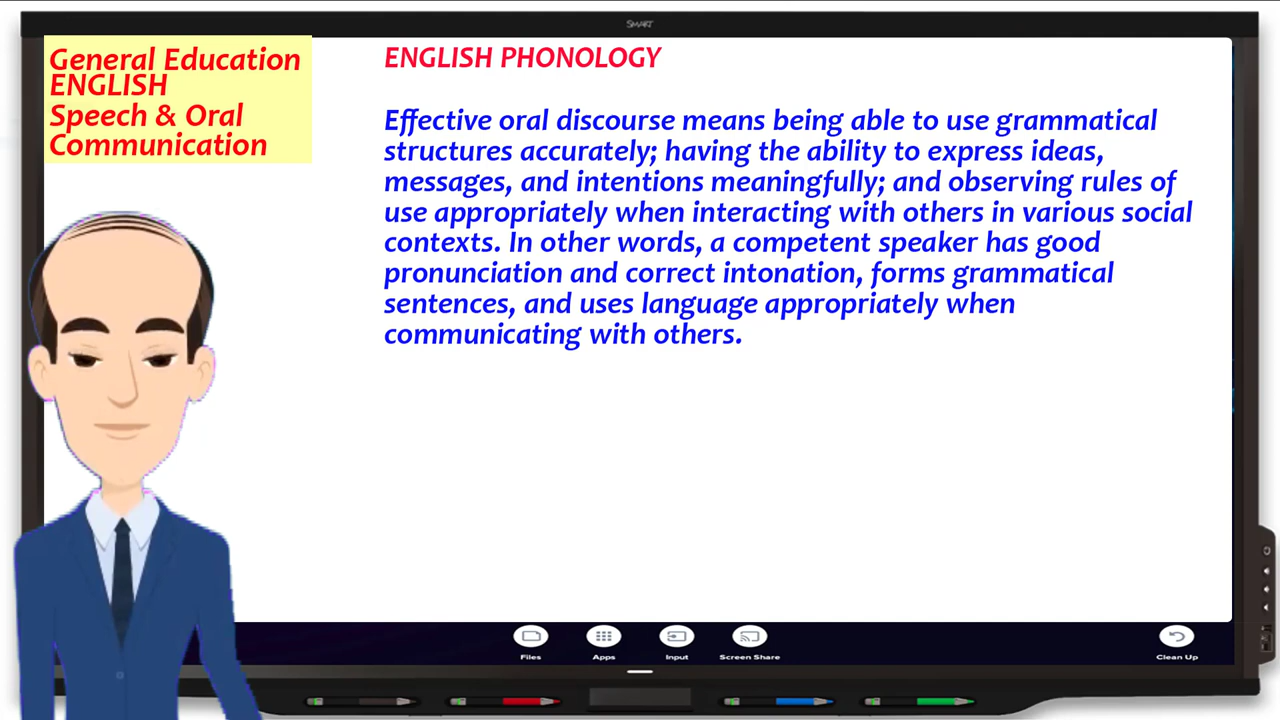 SMART
General Education
ENGLISH
Speech & Oral
Communication
ENGLISH PHONOLOGY
Effective oral discourse means being able to use grammatical
structures accurately; having the ability to express ideas,
messages, and intentions meaningfully; and observing rules of
use appropriately when interacting with others in various social
contexts. In other words, a competent speaker has good
pronunciation and correct intonation, forms grammatical
sentences, and uses language appropriately when
communicating with others.
Files
Apps
Input
Screen Share
Clean Up